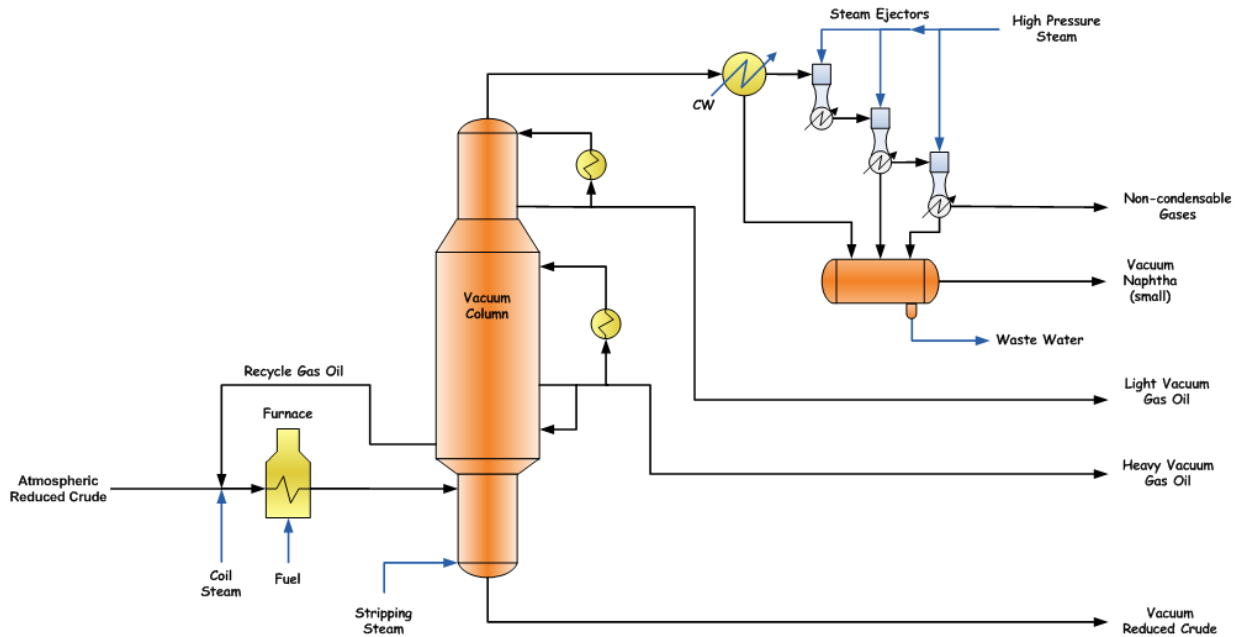 Steam Ejectors
High Pressure
Steam
CW
Non-condensable
Gases
Vacuum
Naphtha
(small)
Vacuum
Column
Waste Water
Recycle Gas Oil
Light Vacuum
Gas Oil
Furnace
Heavy Vacuum
Gas Oil
Atmospheric
Reduced Crude
Coil
Steam
Fuel
Stripping
Steam
Vacuum
Reduced Crude